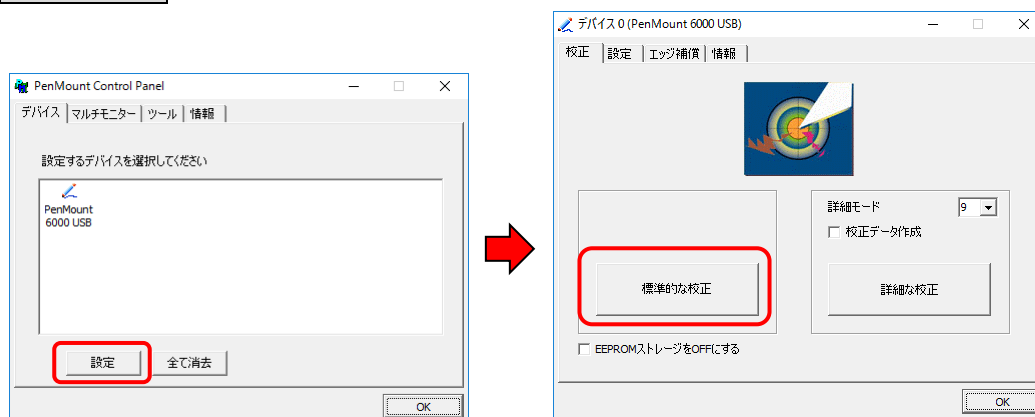 PenMount Control Panel
デバイス マルチモニター ツール 情報
設定するデバイスを選択してください
PenMount
6000 USB
設定 全て消去
OK
デバイス 0 (PenMount 6000 USB)
校正 設定 エッジ補償 情報
標準的な校正
詳細モード 9
校正データ作成
詳細な校正
EEPROMストレージをOFFにする
OK